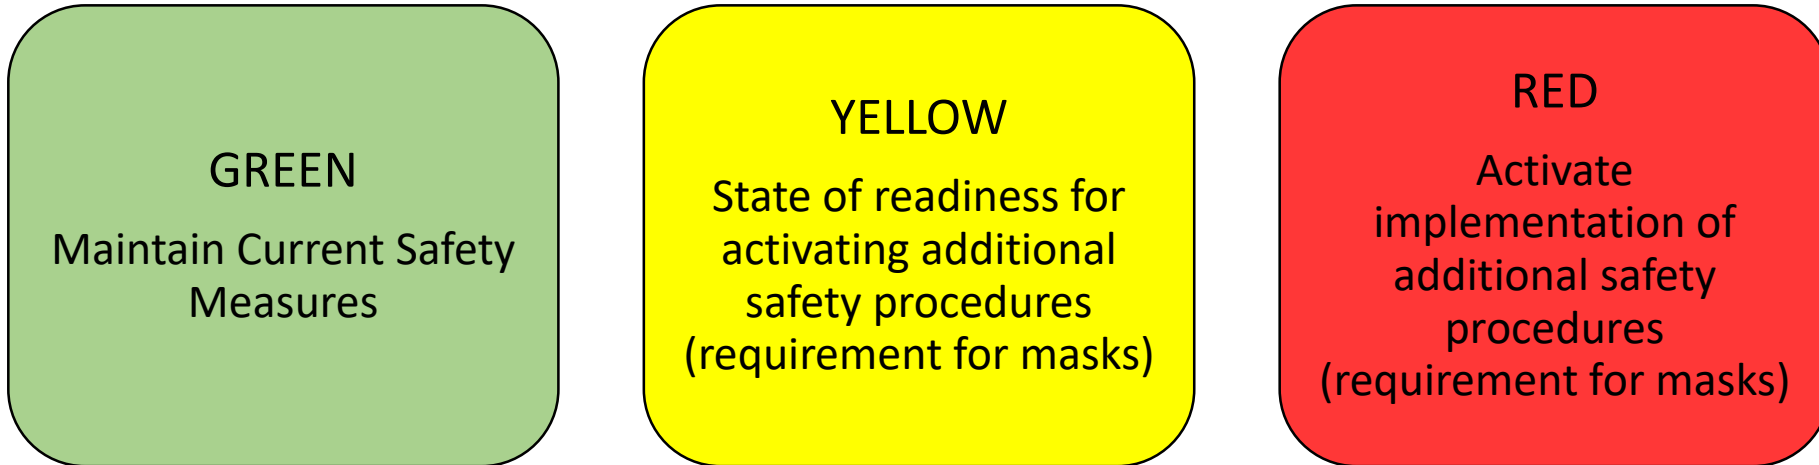 GREEN
Maintain Current Safety
Measures
YELLOW
State of readiness for
activating additional
safety procedures
(requirement for masks)
RED
Activate
implementation of
additional safety
procedures
(requirement for masks)